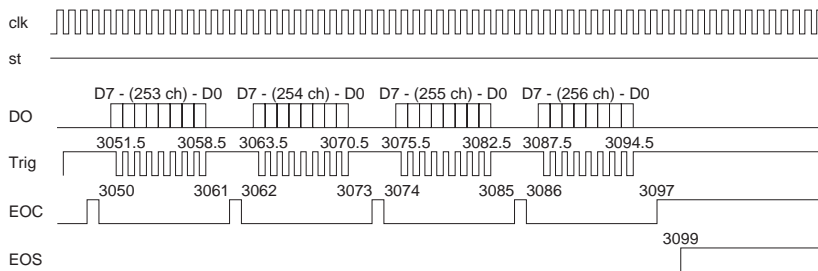 clk
st
D7 - (253 ch) - D0 D7 - (254 ch) - D0 D7 - (255 ch) - D0 D7 - (256 ch) - D0
DO
3051.5 3058.5 3063.5 3070.5 3075.5 3082.5 3087.5 3094.5
Trig
3050 3061 3062 3073 3074 3085 3086 3097
EOC
3099
EOS